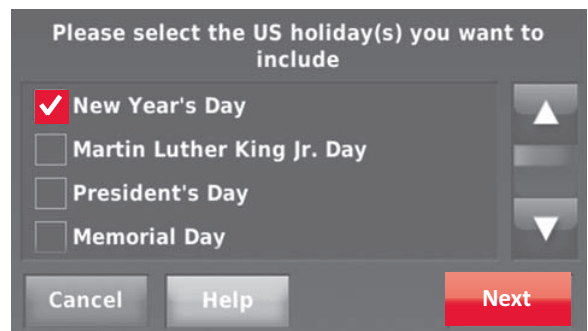 Please select the US holiday(s) you want to
include
New Year's Day
Martin Luther King Jr. Day
President's Day
Memorial Day
Cancel Help Next